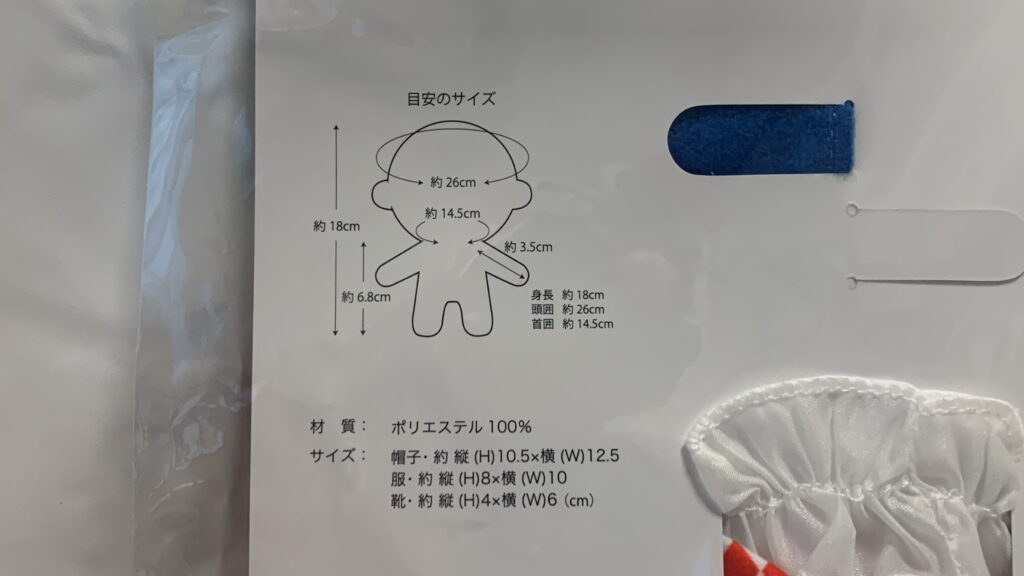 目安のサイズ
約 26cm
約 14.5cm
約 18cm
約 3.5cm
約 6.8cm
身長 約 18cm
頭囲 約 26cm
首囲 約 14.5cm
材 質： ポリエステル 100%
サイズ： 帽子・約 縦 (H)10.5×横 (W)12.5
服・約 縦 (H)8×横 (W)10
靴・約 縦 (H)4×横 (W)6（cm）